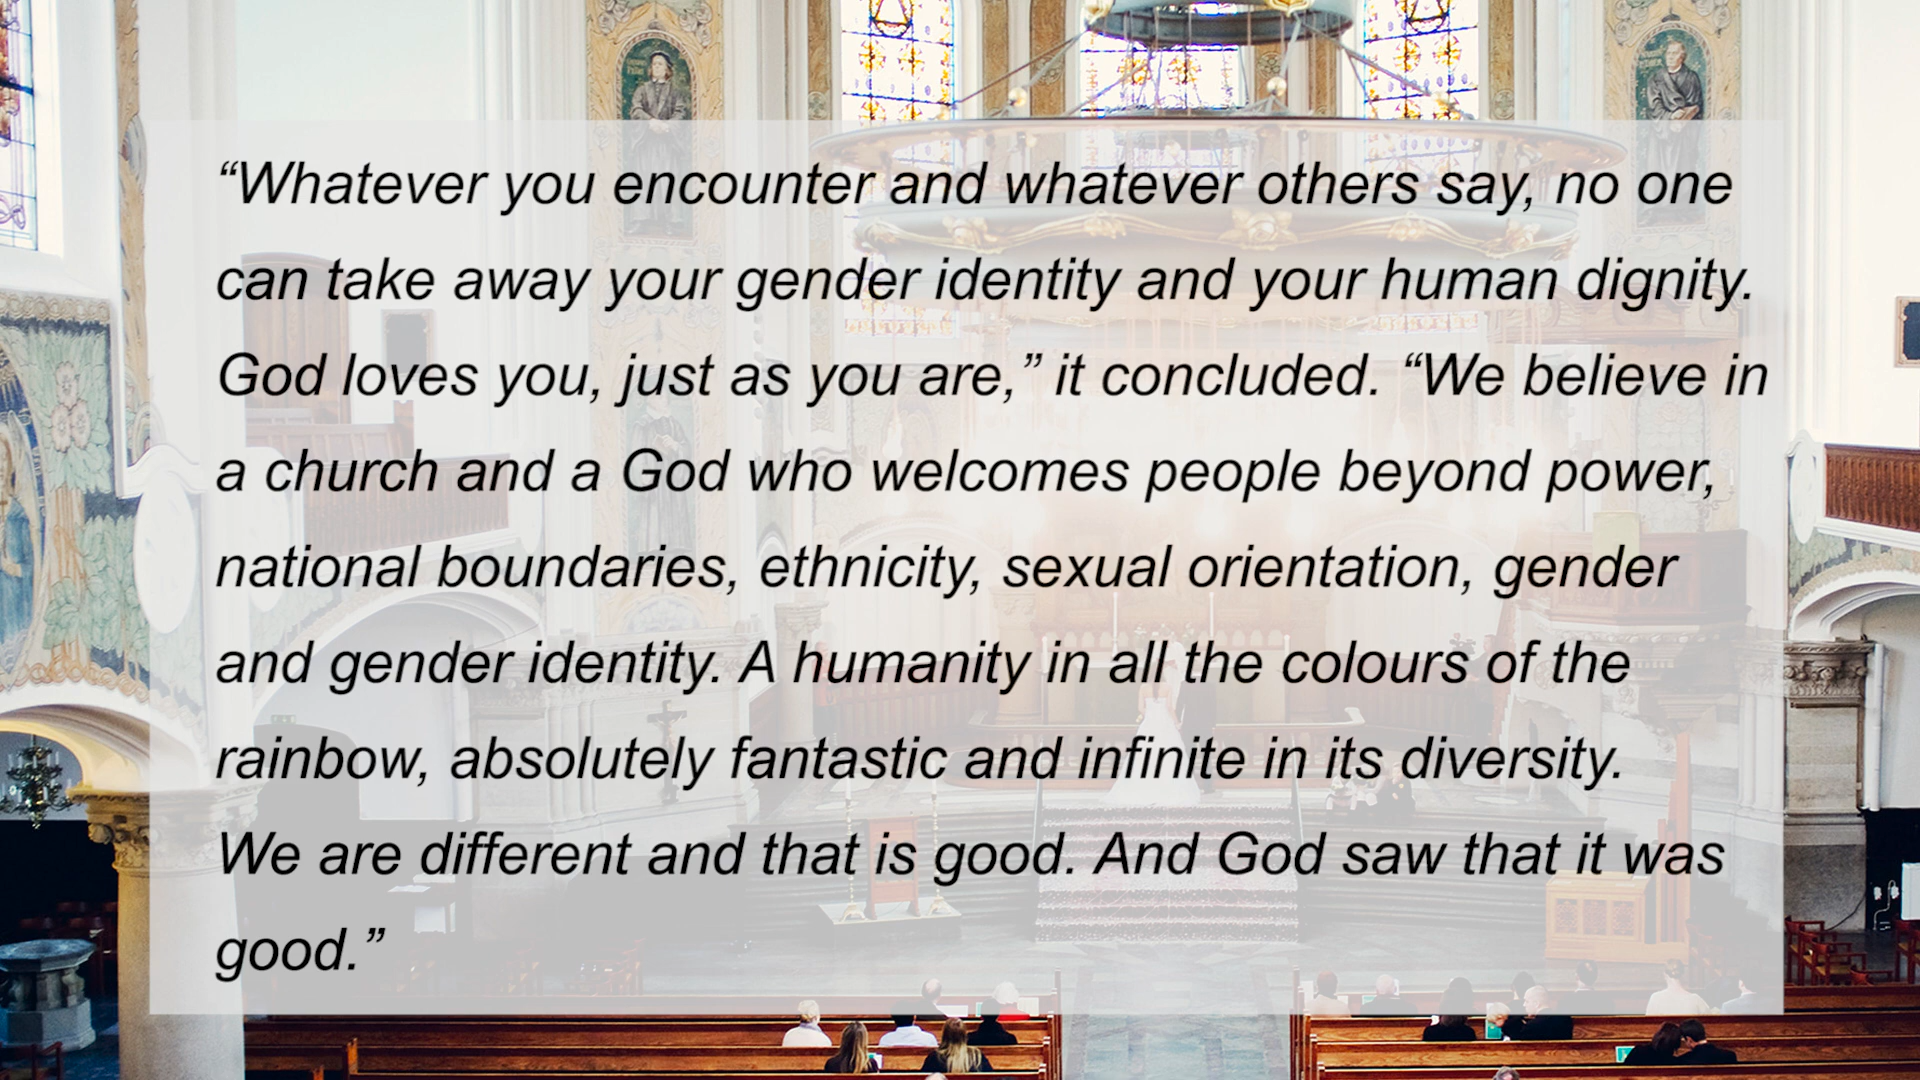 “Whatever you encounter and whatever others say, no one
can take away your gender identity and your human dignity.
God loves you, just as you are,” it concluded. “We believe in
a church and a God who welcomes people beyond power,
national boundaries, ethnicity, sexual orientation, gender
and gender identity. A humanity in all the colours of the
rainbow, absolutely fantastic and infinite in its diversity.
We are different and that is good. And God saw that it was
good.”